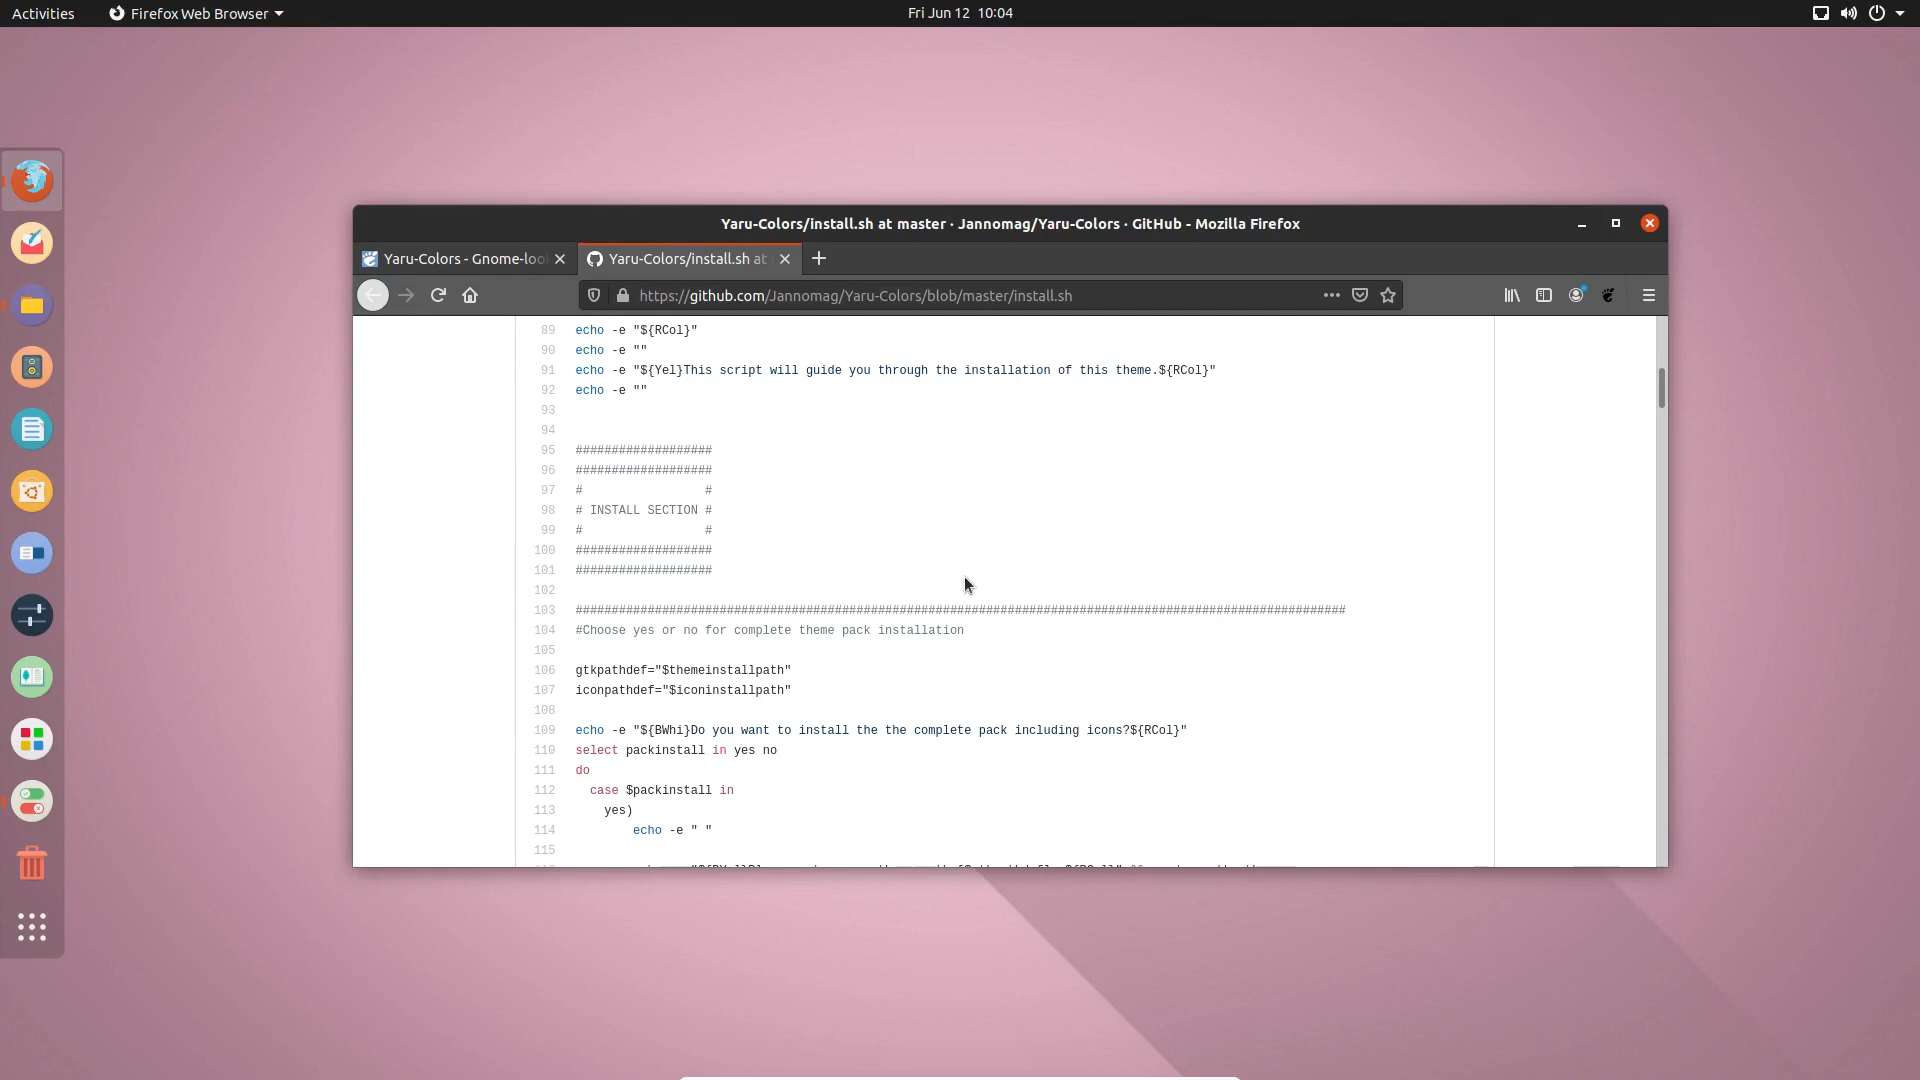 Activities
Firefox Web Browser
Fri Jun 12 10:04
Yaru-Colors/install.sh at master · Jannomag/Yaru-Colors · GitHub - Mozilla Firefox
Yaru-Colors - Gnome-loo
Yaru-Colors/install.sh at
https://github.com/Jannomag/Yaru-Colors/blob/master/install.sh
89 echo -e "${RCol}"
90 echo -e ""
91 echo -e "${Yel}This script will guide you through the installation of this theme.${RCol}"
92 echo -e ""
93
94
95 ###################
96 ###################
97 #                 #
98 # INSTALL SECTION #
99 #                 #
100 ###################
101 ###################
102
103 ###########################################################################################################
104 #Choose yes or no for complete theme pack installation
105
106 gtkpathdef="$themeinstallpath"
107 iconpathdef="$iconinstallpath"
108
109 echo -e "${BWhi}Do you want to install the the complete pack including icons?${RCol}"
110 select packinstall in yes no
111 do
112   case $packinstall in
113     yes)
114         echo -e " "
115